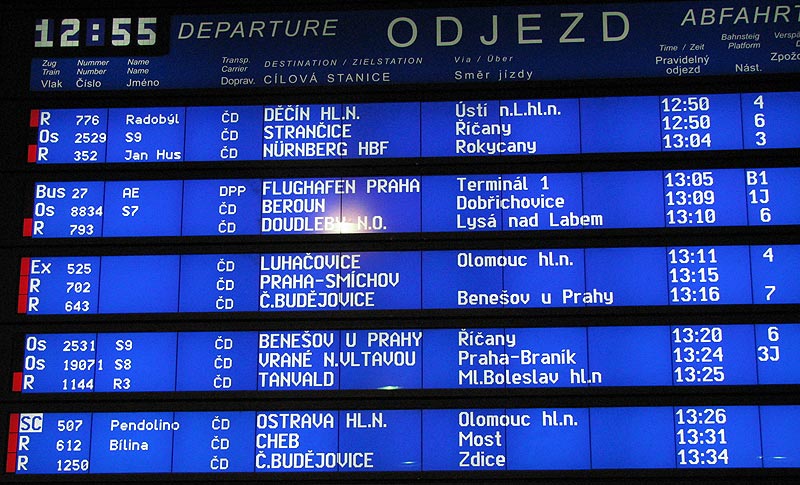 12:55 DEPARTURE ODJEZD ABFAHRT
Zug Nummer Name Transp. DESTINATION / ZIELSTATION Via / Über Time / Zeit Bahnsteig
Train Number Name Carrier CÍLOVÁ STANICE Směr jízdy Pravidelný Platform
Vlak Číslo Jméno Doprav. odjezd Nást.
R 776 Radobýl ČD DĚČÍN HL.N. Ústí n.L.hl.n. 12:50 4
Os 2529 S9 ČD STRANČICE Říčany 12:50 6
R 352 Jan Hus ČD NÜRNBERG HBF Rokycany 13:04 3
Bus 27 AE DPP FLUGHAFEN PRAHA Terminál 1 13:05 B1
Os 8834 S7 ČD BEROUN Dobřichovice 13:09 1J
R 793 ČD DOUDLEBY N.O. Lysá nad Labem 13:10 6
Ex 525 ČD LUHAČOVICE Olomouc hl.n. 13:11 4
R 702 ČD PRAHA-SMÍCHOV 13:15
R 643 ČD Č.BUDĚJOVICE Benešov u Prahy 13:16 7
Os 2531 S9 ČD BENEŠOV U PRAHY Říčany 13:20 6
Os 19071 S8 ČD VRANÉ N.VLTAVOU Praha-Braník 13:24 3J
R 1144 R3 ČD TANVALD Ml.Boleslav hl.n 13:25
SC 507 Pendolino ČD OSTRAVA HL.N. Olomouc hl.n. 13:26
R 612 Bílina ČD CHEB Most 13:31
R 1250 ČD Č.BUDĚJOVICE Zdice 13:34